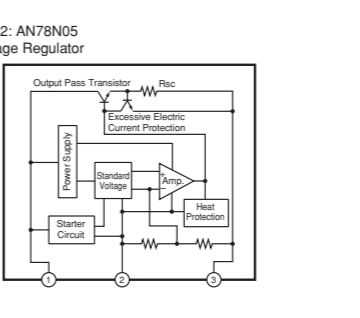 2: AN78N05
age Regulator
Output Pass Transistor
Rsc
Excessive Electric
Current Protection
Power Supply
Standard
Voltage
+
Amp.
−
Heat
Protection
Starter
Circuit
1
2
3